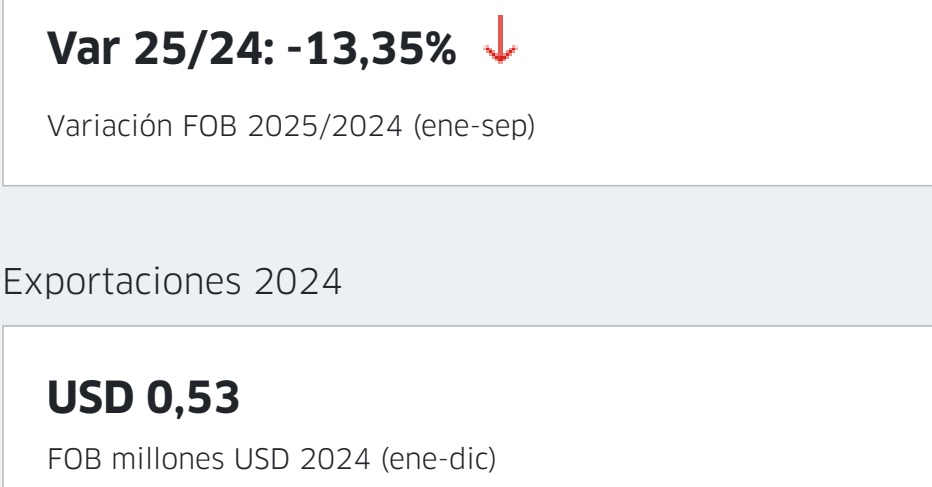 Var 25/24: -13,35%
Variación FOB 2025/2024 (ene-sep)
Exportaciones 2024
USD 0,53
FOB millones USD 2024 (ene-dic)